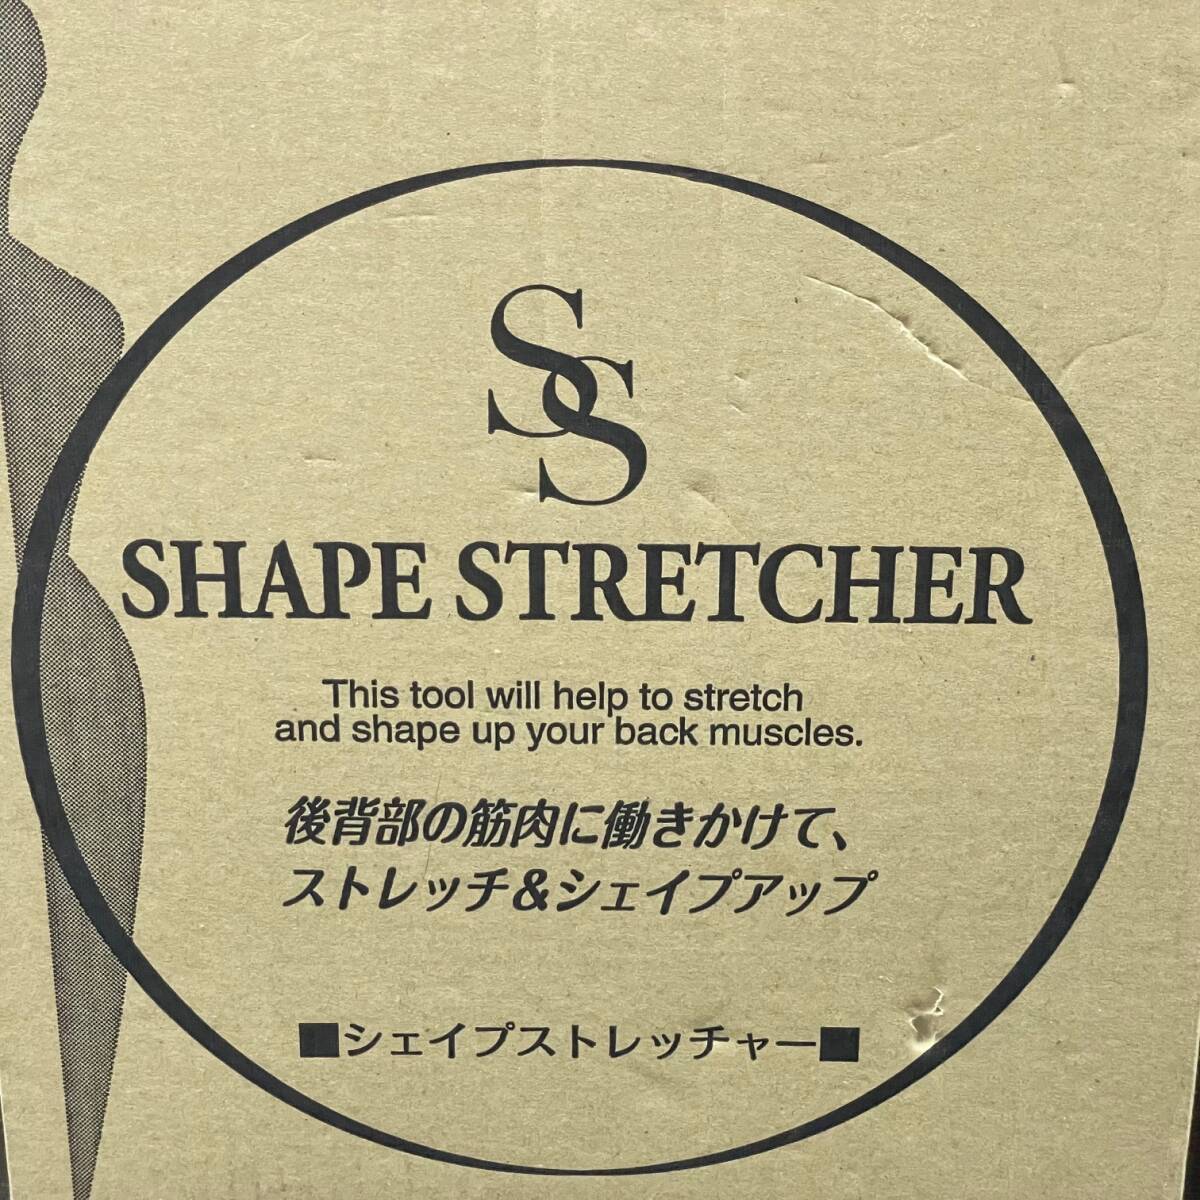 SS
SHAPE STRETCHER
This tool will help to stretch
and shape up your back muscles.
後背部の筋肉に働きかけて、
ストレッチ&シェイプアップ
■シェイプストレッチャー■